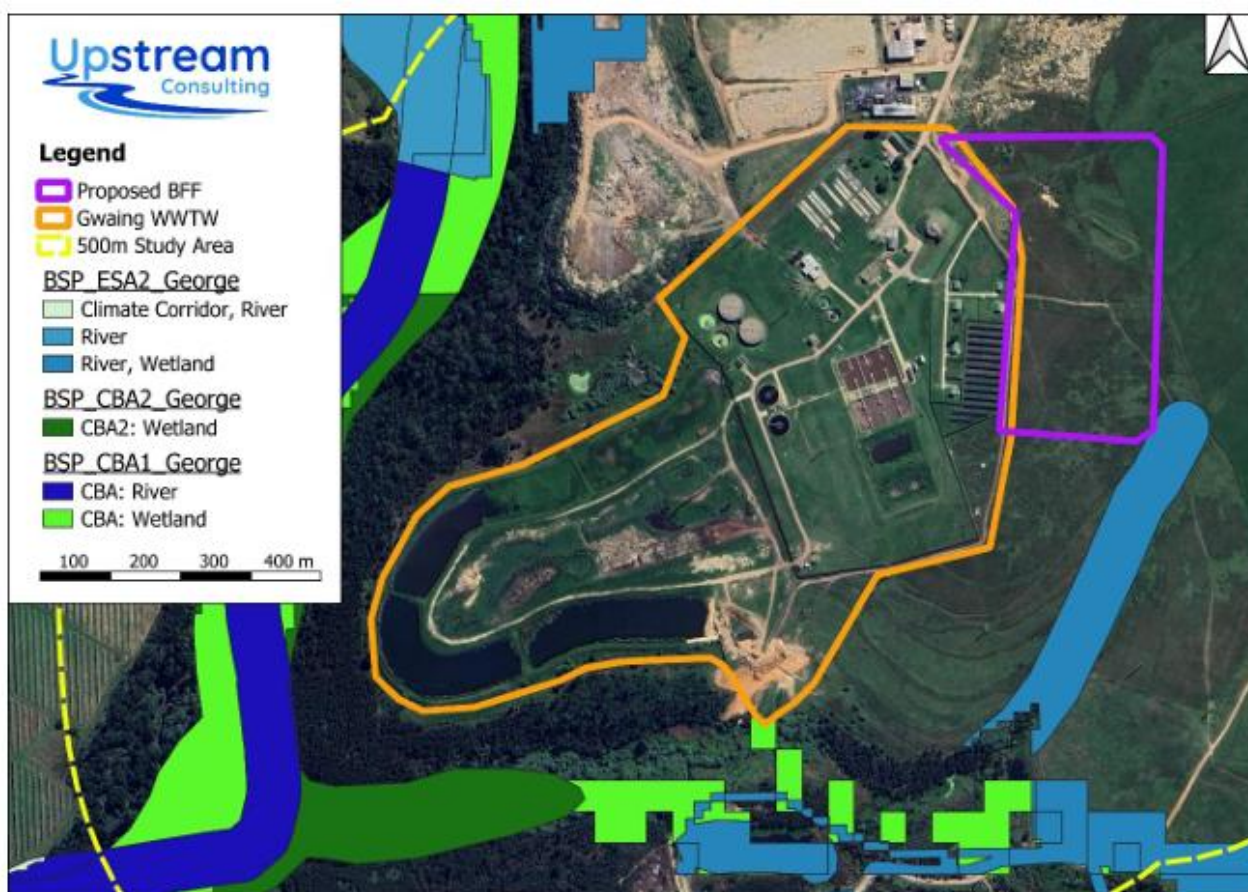 Upstream
Consulting
Legend
Proposed BFF
Gwaing WWTW
500m Study Area
BSP_ESA2_George
Climate Corridor, River
River
River, Wetland
BSP_CBA2_George
CBA2: Wetland
BSP_CBA1_George
CBA: River
CBA: Wetland
100 200 300 400 m